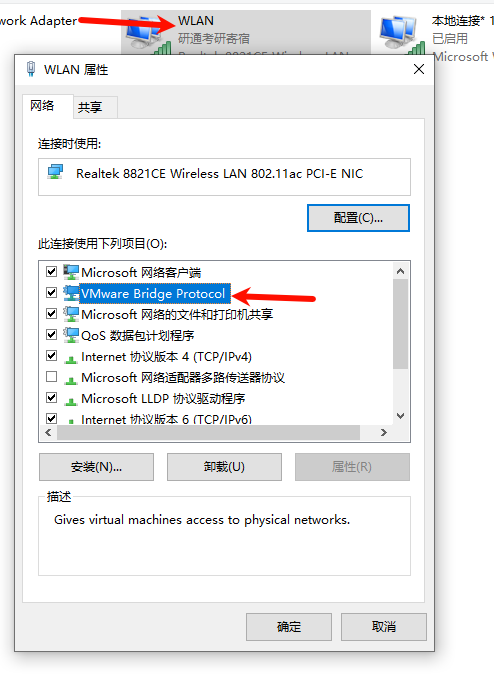 work Adapter
WLAN
研通考研寄宿
Realtek 8821CE Wireless LAN
本地连接* 1
已启用
Microsoft W
WLAN 属性
网络
共享
连接时使用:
Realtek 8821CE Wireless LAN 802.11ac PCI-E NIC
配置(C)...
此连接使用下列项目(O):
Microsoft 网络客户端
VMware Bridge Protocol
Microsoft 网络的文件和打印机共享
QoS 数据包计划程序
Internet 协议版本 4 (TCP/IPv4)
Microsoft 网络适配器多路传送器协议
Microsoft LLDP 协议驱动程序
Internet 协议版本 6 (TCP/IPv6)
安装(N)...
卸载(U)
属性(R)
描述
Gives virtual machines access to physical networks.
确定
取消